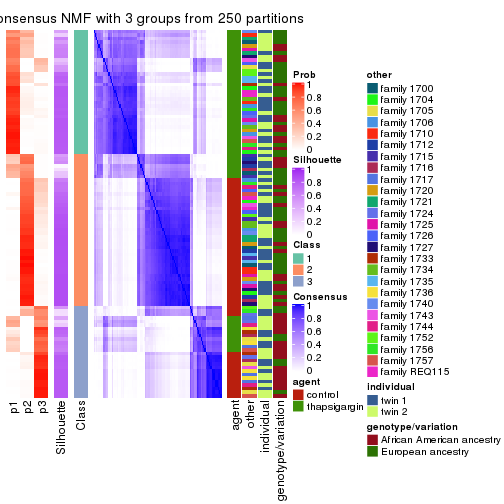 onsensus NMF with 3 groups from 250 partitions
p1
p2
p3
Silhouette
Class
agent
other
individual
genotype/variation
Prob
1
0.8
0.6
0.4
0.2
0
Silhouette
1
0.8
0.6
0.4
0.2
0
Class
1
2
3
Consensus
1
0.8
0.6
0.4
0.2
0
agent
control
thapsigargin
other
family 1700
family 1704
family 1705
family 1706
family 1710
family 1712
family 1715
family 1716
family 1717
family 1720
family 1721
family 1724
family 1725
family 1726
family 1727
family 1733
family 1734
family 1735
family 1736
family 1740
family 1743
family 1744
family 1752
family 1756
family 1757
family REQ115
individual
twin 1
twin 2
genotype/variation
African American ancestry
European ancestry